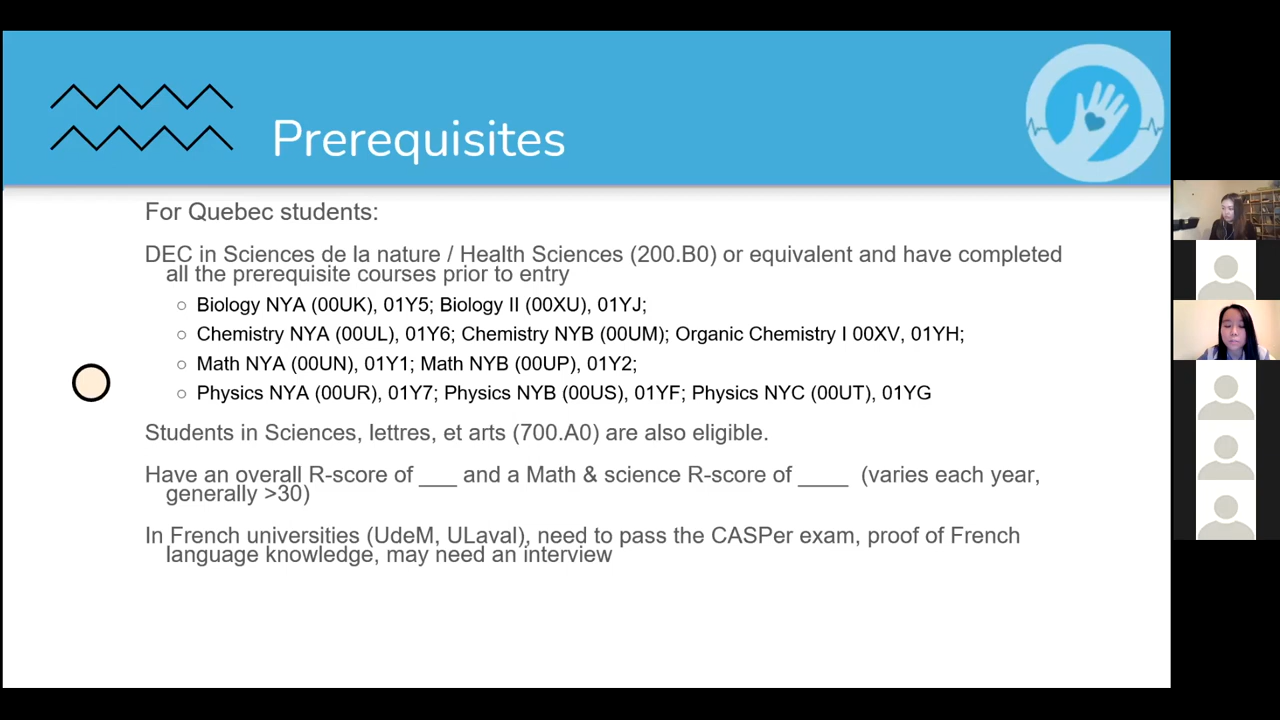 Prerequisites
For Quebec students:
DEC in Sciences de la nature / Health Sciences (200.B0) or equivalent and have completed
all the prerequisite courses prior to entry
○ Biology NYA (00UK), 01Y5; Biology II (00XU), 01YJ;
○ Chemistry NYA (00UL), 01Y6; Chemistry NYB (00UM); Organic Chemistry I 00XV, 01YH;
○ Math NYA (00UN), 01Y1; Math NYB (00UP), 01Y2;
○ Physics NYA (00UR), 01Y7; Physics NYB (00US), 01YF; Physics NYC (00UT), 01YG
Students in Sciences, lettres, et arts (700.A0) are also eligible.
Have an overall R-score of ___ and a Math & science R-score of ____ (varies each year,
generally >30)
In French universities (UdeM, ULaval), need to pass the CASPer exam, proof of French
language knowledge, may need an interview